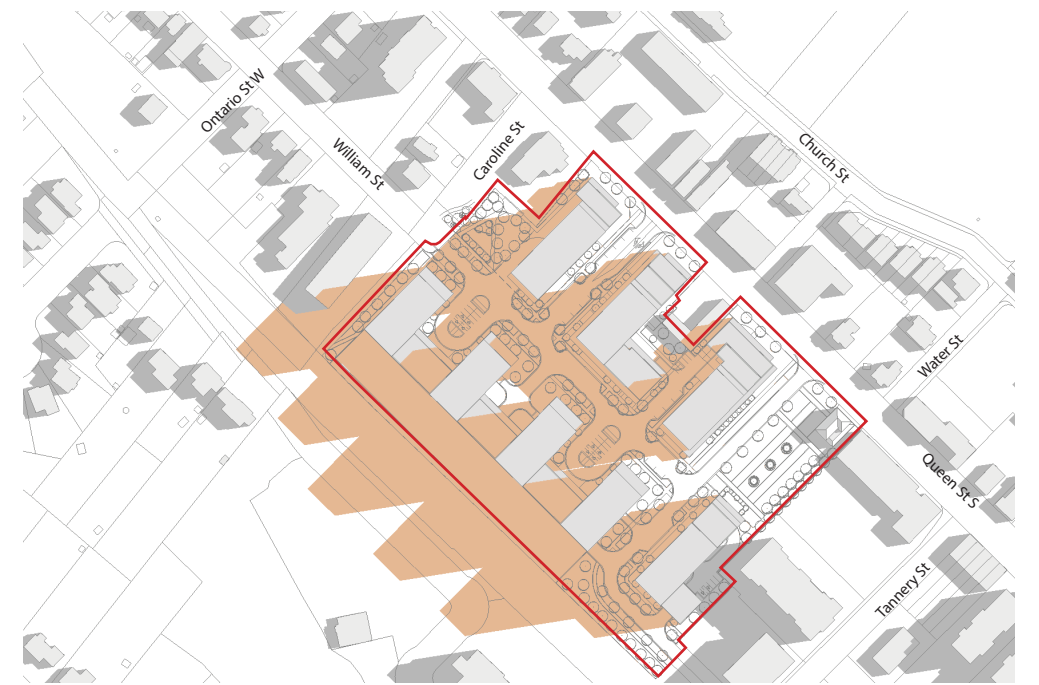 Ontario St W
William St
Caroline St
Church St
Water St
Queen St S
Tannery St